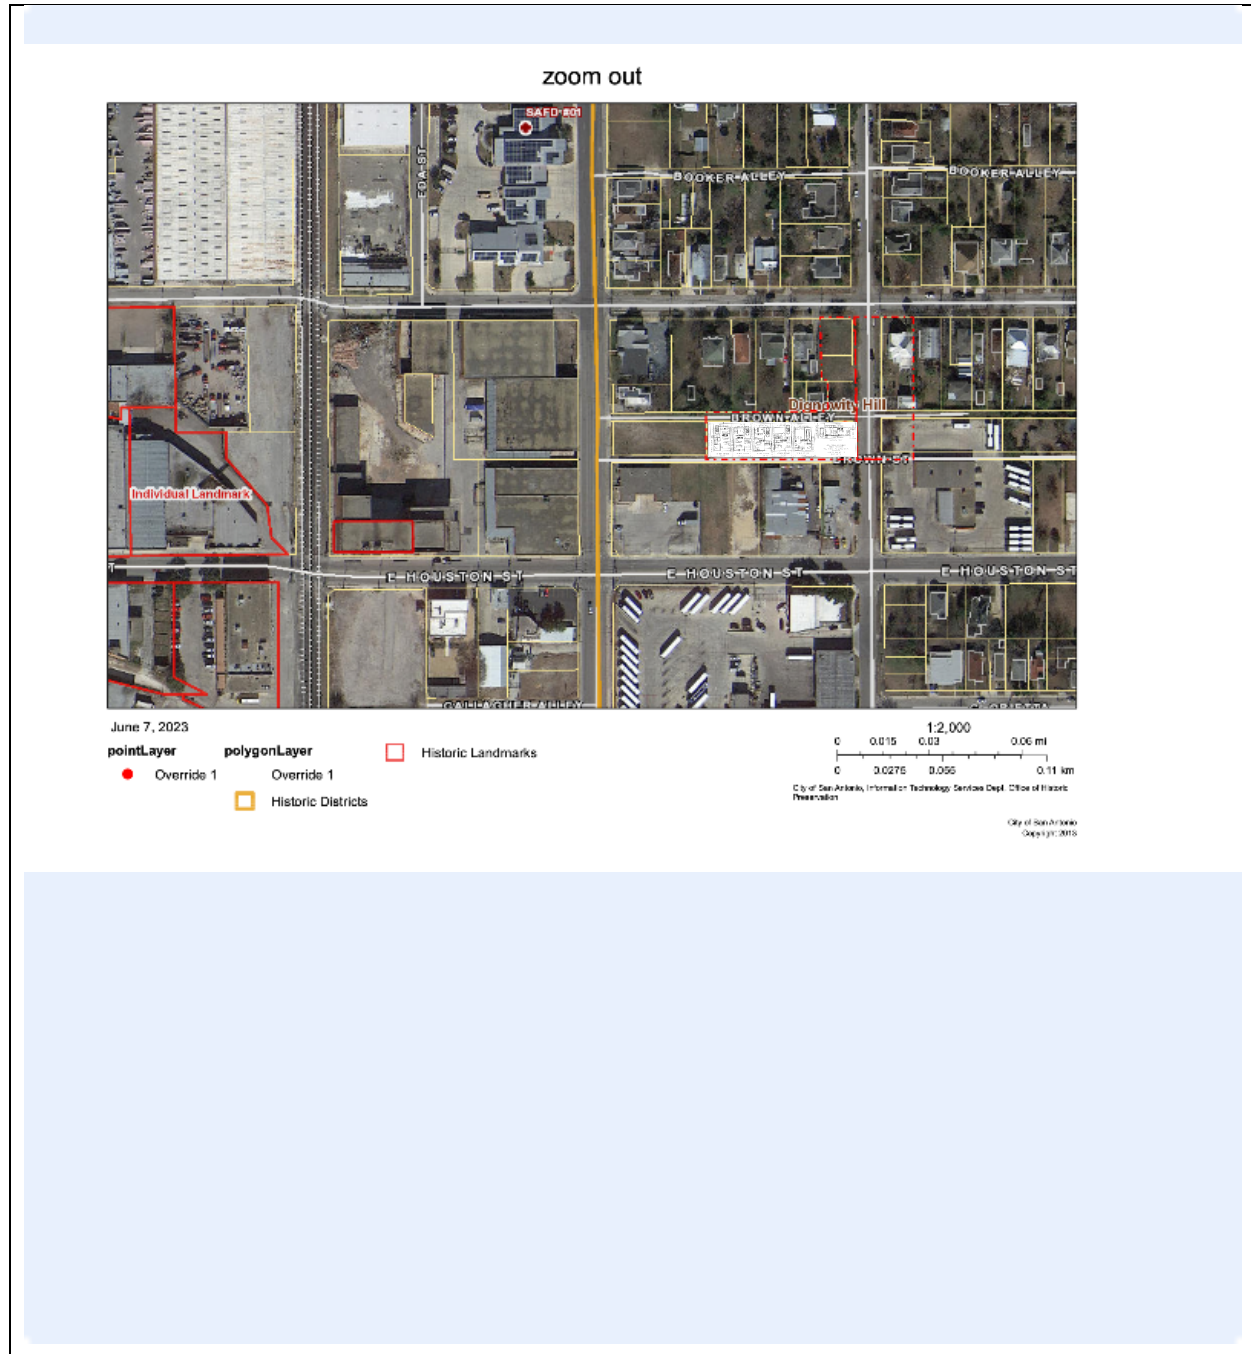 zoom out
SAFD #01
EDA ST
BOOKER ALLEY
BOOKER ALLEY
Dignowity Hill
BROWN ALLEY
BROWN ST
Individual Landmark
E HOUSTON ST
E HOUSTON ST
E HOUSTON ST
GALLAGHER ALLEY
June 7, 2023
1:2,000
pointLayer
polygonLayer
Historic Landmarks
0 0.015 0.03 0.06 mi
Override 1
Override 1
0 0.0275 0.055 0.11 km
Historic Districts
City of San Antonio, Information Technology Services Dept. Office of Historic
Preservation
City of San Antonio
Copyright 2018